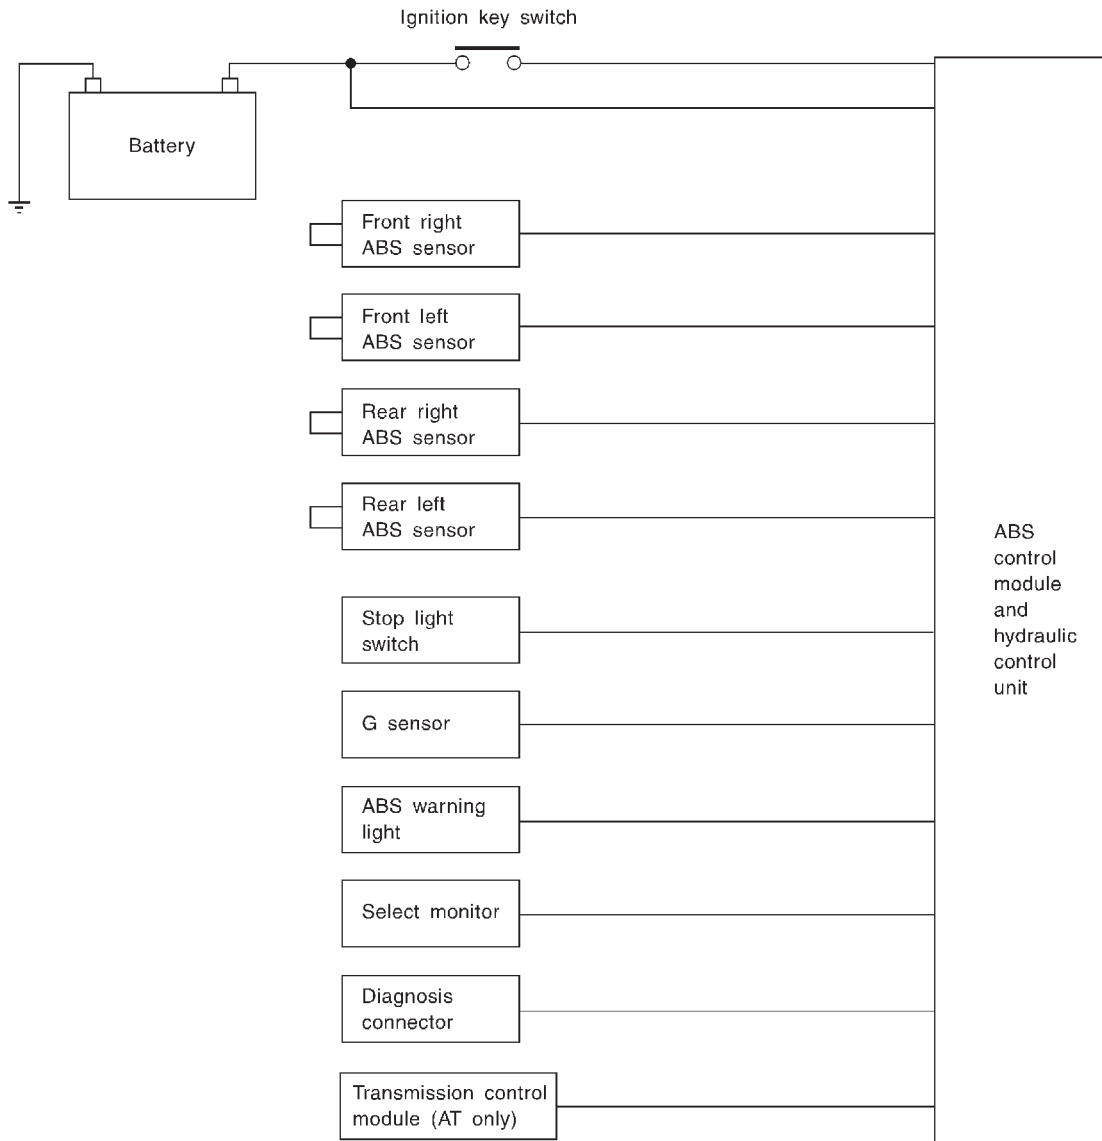 Ignition key switch
Battery
Front right
ABS sensor
Front left
ABS sensor
Rear right
ABS sensor
Rear left
ABS sensor
Stop light
switch
G sensor
ABS warning
light
Select monitor
Diagnosis
connector
Transmission control
module (AT only)
ABS
control
module
and
hydraulic
control
unit